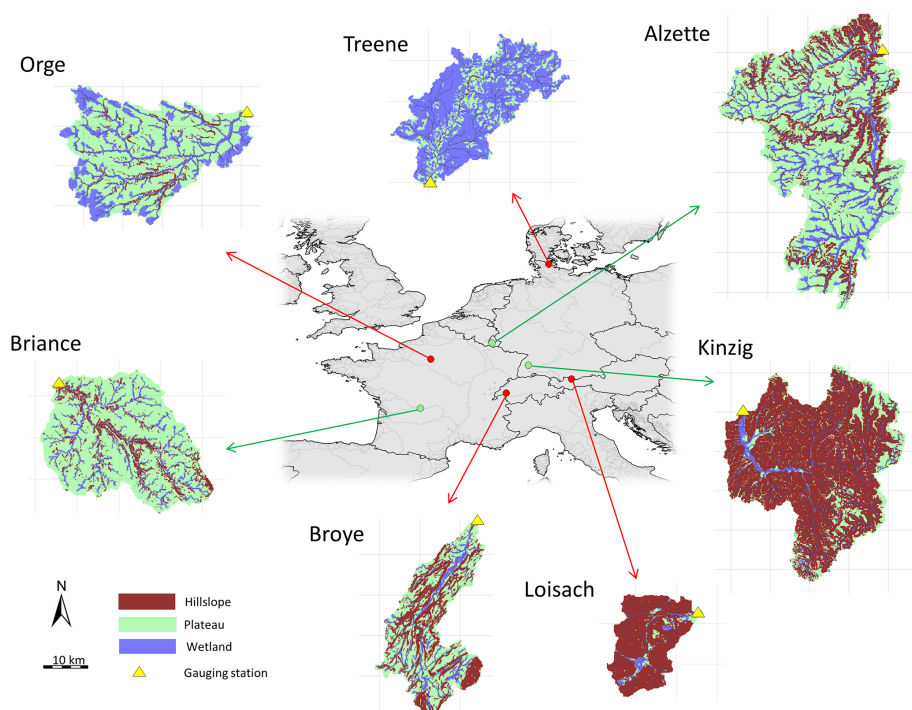 Treene
Alzette
Orge
Briance
Kinzig
Broye
Loisach
N
10 km
Hillslope
Plateau
Wetland
Gauging station